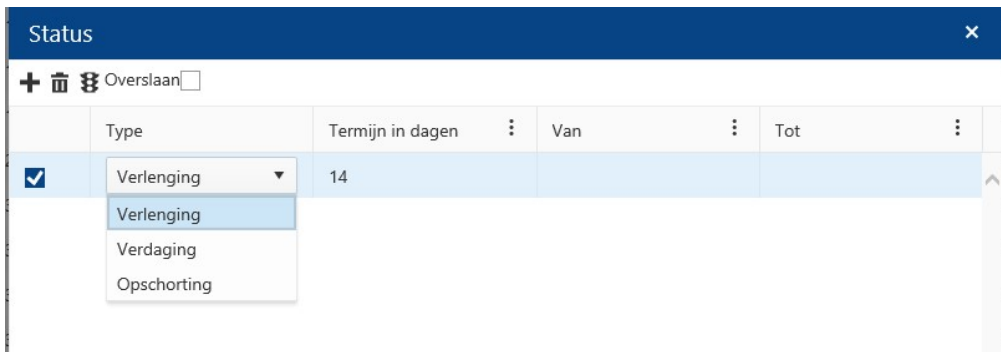 Status
Overslaan
Type Termijn in dagen Van Tot
Verlenging 14
Verlenging
Verdaging
Opschorting